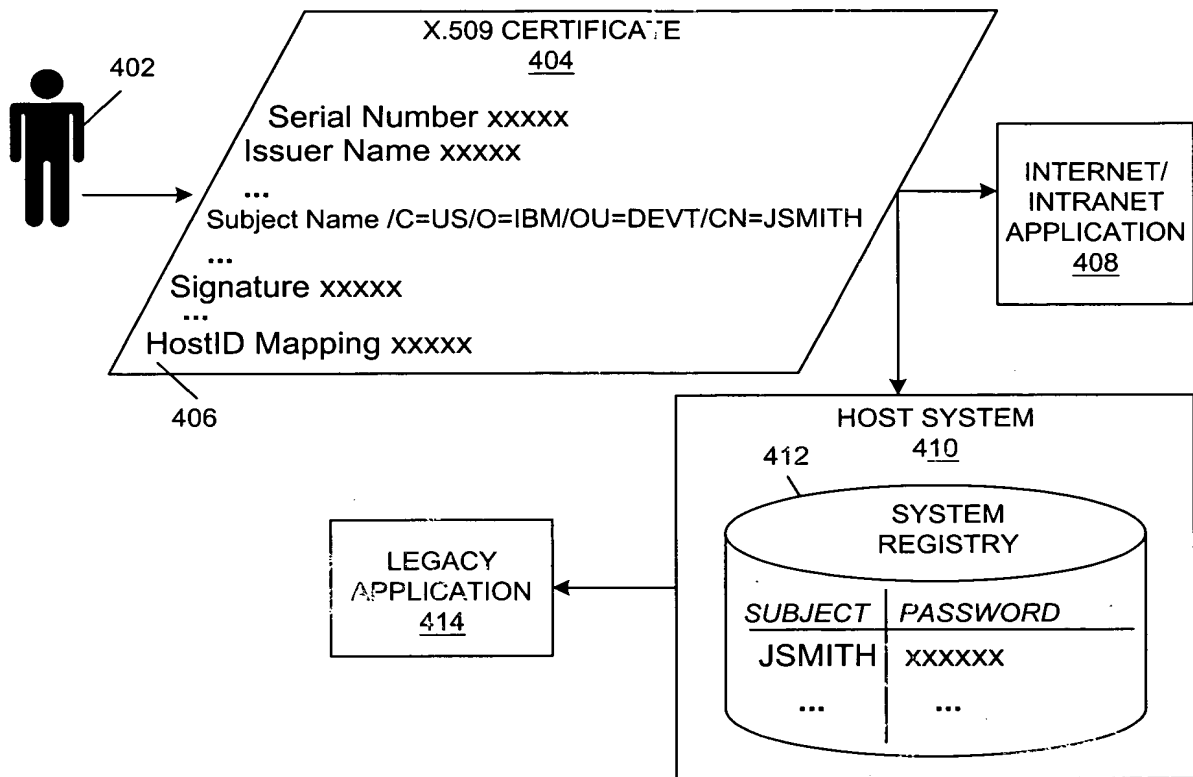 X.509 CERTIFICATE
404
402
Serial Number xxxxx
Issuer Name xxxxx
...
Subject Name /C=US/O=IBM/OU=DEVT/CN=JSMITH
...
Signature xxxxx
...
HostID Mapping xxxxx
406
INTERNET/
INTRANET
APPLICATION
408
HOST SYSTEM
410
412
SYSTEM
REGISTRY
SUBJECT PASSWORD
JSMITH xxxxxx
... ...
LEGACY
APPLICATION
414